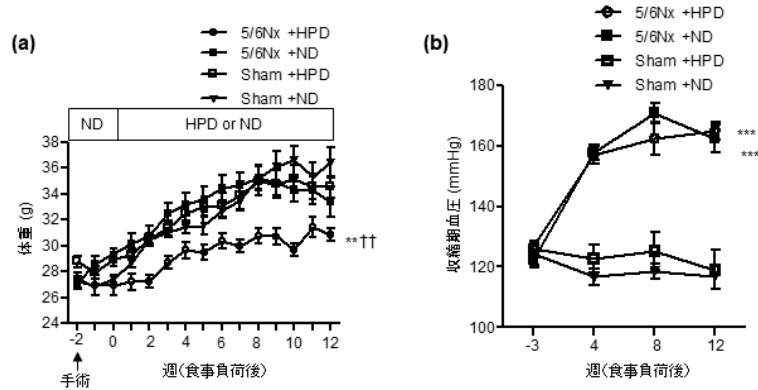 (a)
5/6Nx +HPD
5/6Nx +ND
Sham +HPD
Sham +ND
ND
HPD or ND
体重 (g)
38
36
34
32
30
28
26
24
**††
-2 0 2 4 6 8 10 12
手術
週(食事負荷後)
(b)
5/6Nx +HPD
5/6Nx +ND
Sham +HPD
Sham +ND
収縮期血圧 (mmHg)
180
160
140
120
100
***
***
-3 4 8 12
週(食事負荷後)